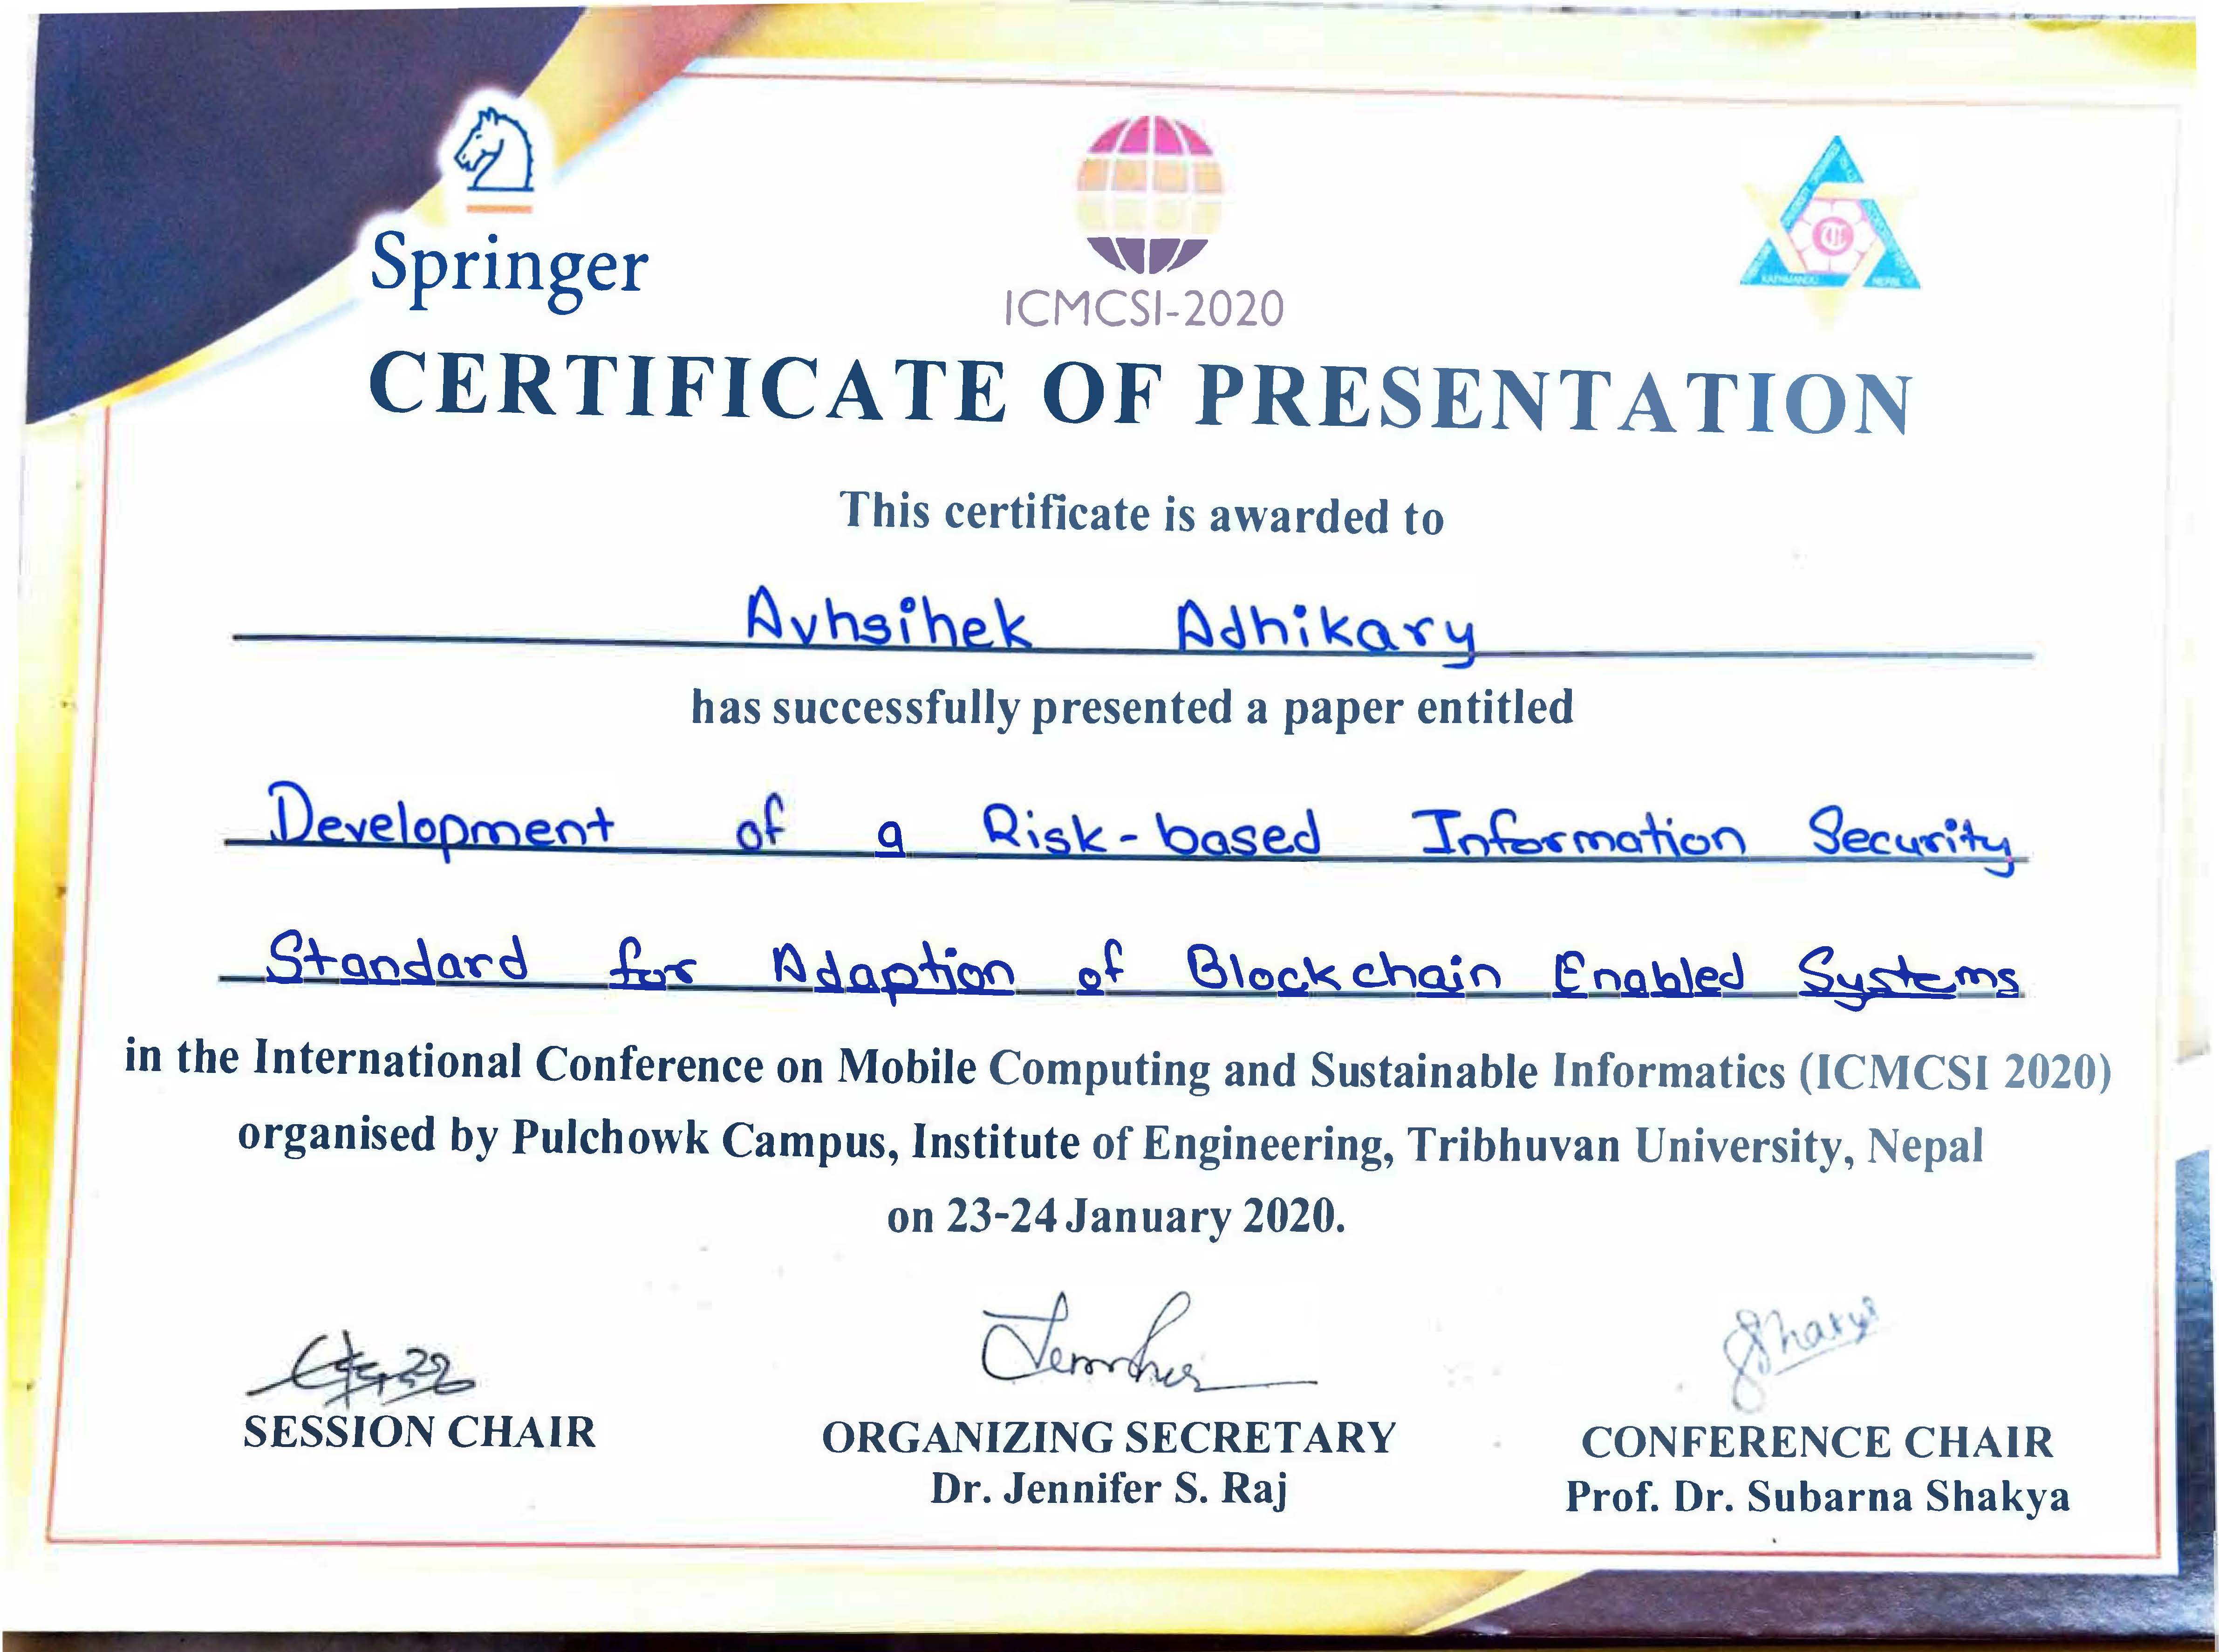 Springer
ICMCSI-2020
KATHMANDU NEPAL
CERTIFICATE OF PRESENTATION
This certificate is awarded to
Avhsihek Adhikary
has successfully presented a paper entitled
Development of a Risk-based Information Security
Standard for Adaption of Blockchain Enabled Systems
in the International Conference on Mobile Computing and Sustainable Informatics (ICMCSI 2020)
organised by Pulchowk Campus, Institute of Engineering, Tribhuvan University, Nepal
on 23-24 January 2020.
Shakya
SESSION CHAIR
ORGANIZING SECRETARY
CONFERENCE CHAIR
Dr. Jennifer S. Raj
Prof. Dr. Subarna Shakya